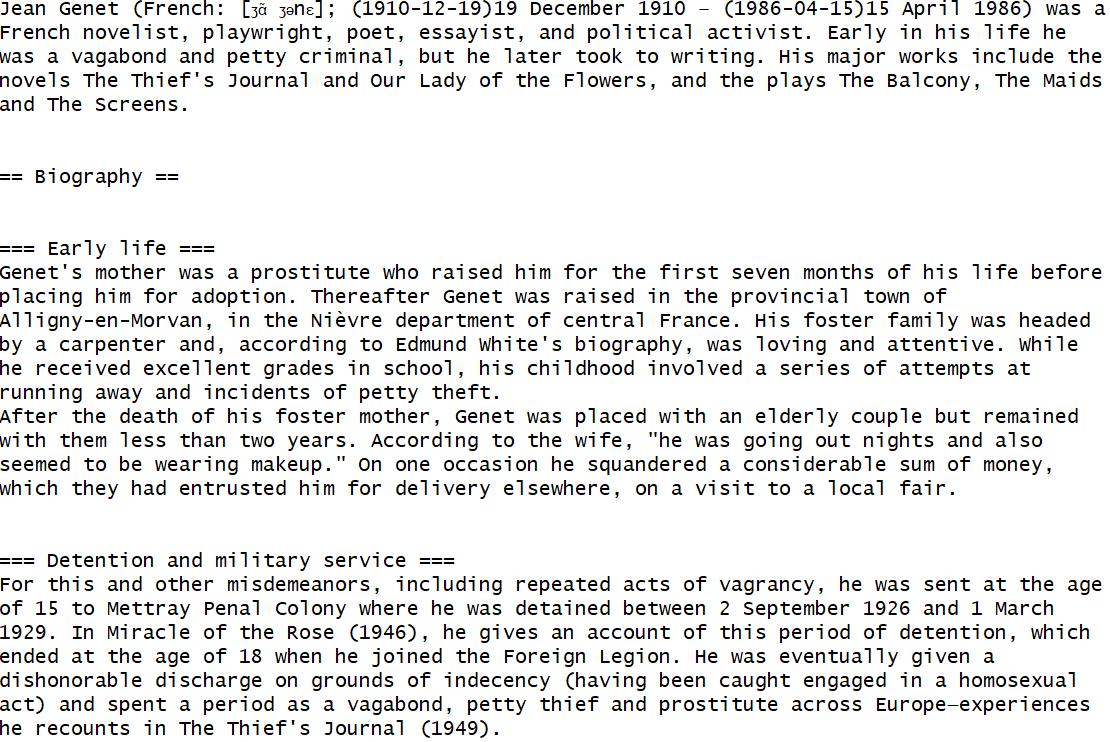 Jean Genet (French: [ʒɑ̃ ʒənɛ]; (1910-12-19)19 December 1910 – (1986-04-15)15 April 1986) was a
French novelist, playwright, poet, essayist, and political activist. Early in his life he
was a vagabond and petty criminal, but he later took to writing. His major works include the
novels The Thief's Journal and Our Lady of the Flowers, and the plays The Balcony, The Maids
and The Screens.
== Biography ==
=== Early life ===
Genet's mother was a prostitute who raised him for the first seven months of his life before
placing him for adoption. Thereafter Genet was raised in the provincial town of
Alligny-en-Morvan, in the Nièvre department of central France. His foster family was headed
by a carpenter and, according to Edmund White's biography, was loving and attentive. While
he received excellent grades in school, his childhood involved a series of attempts at
running away and incidents of petty theft.
After the death of his foster mother, Genet was placed with an elderly couple but remained
with them less than two years. According to the wife, "he was going out nights and also
seemed to be wearing makeup." On one occasion he squandered a considerable sum of money,
which they had entrusted him for delivery elsewhere, on a visit to a local fair.
=== Detention and military service ===
For this and other misdemeanors, including repeated acts of vagrancy, he was sent at the age
of 15 to Mettray Penal Colony where he was detained between 2 September 1926 and 1 March
1929. In Miracle of the Rose (1946), he gives an account of this period of detention, which
ended at the age of 18 when he joined the Foreign Legion. He was eventually given a
dishonorable discharge on grounds of indecency (having been caught engaged in a homosexual
act) and spent a period as a vagabond, petty thief and prostitute across Europe—experiences
he recounts in The Thief's Journal (1949).